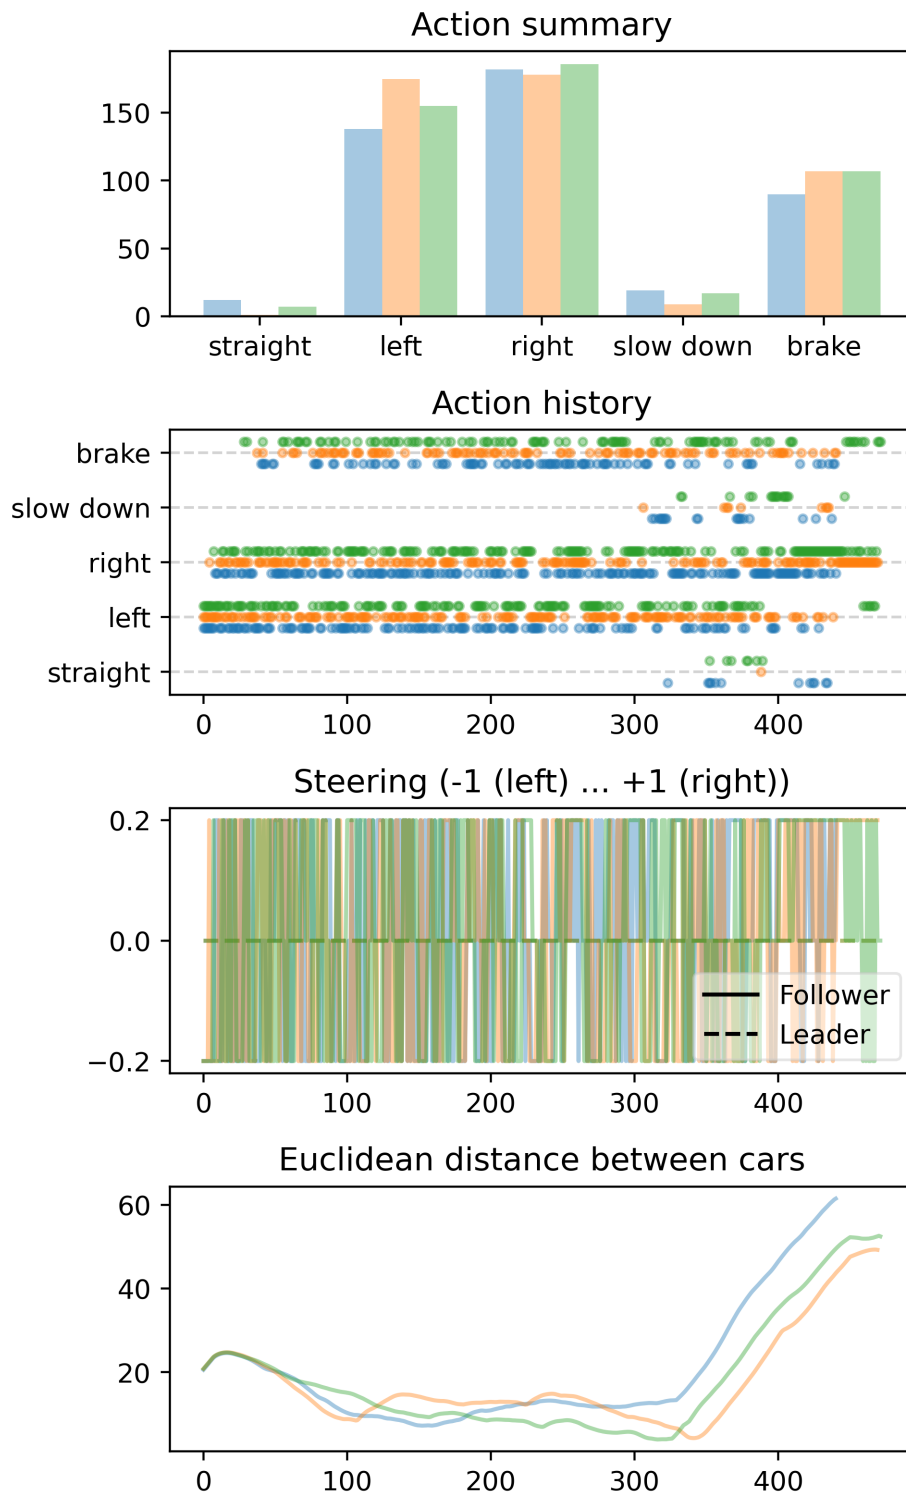 Action summary
150
100
50
0
straight left right slow down brake
Action history
brake
slow down
right
left
straight
0 100 200 300 400
Steering (-1 (left) ... +1 (right))
0.2
0.0
−0.2
Follower
Leader
0 100 200 300 400
Euclidean distance between cars
60
40
20
0 100 200 300 400